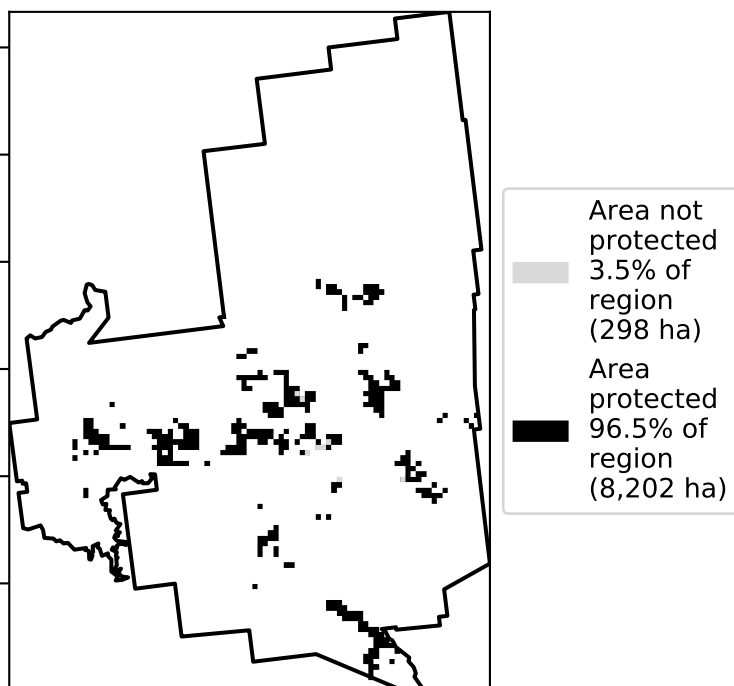 Area not
protected
3.5% of
region
(298 ha)
Area
protected
96.5% of
region
(8,202 ha)